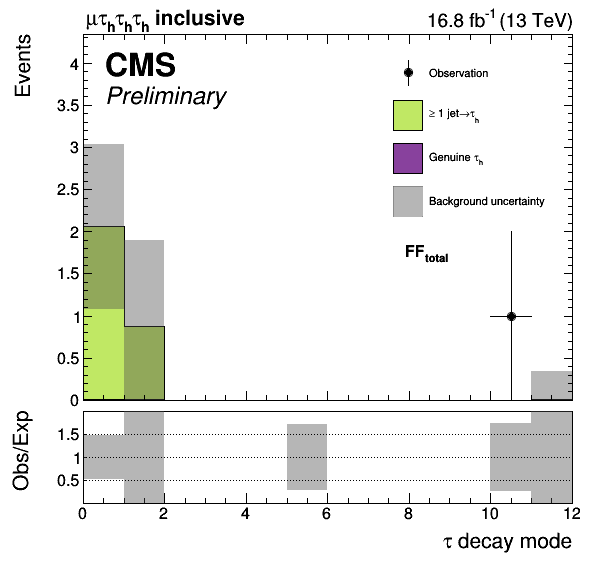 μτhτhτh inclusive
16.8 fb-1 (13 TeV)
Events
CMS
Preliminary
Observation
≥ 1 jet→τh
Genuine τh
Background uncertainty
FFtotal
4
3.5
3
2.5
2
1.5
1
0.5
0
Obs/Exp
1.5
1
0.5
0 2 4 6 8 10 12
τ decay mode